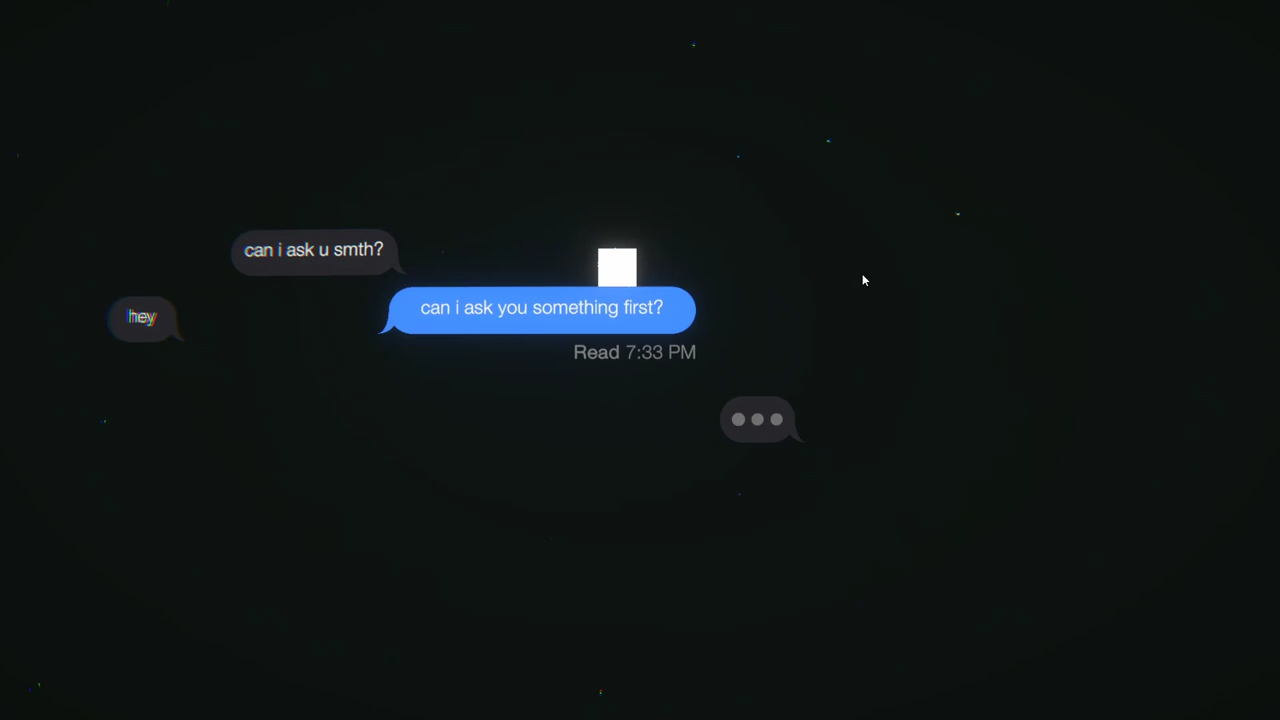 can i ask u smth?
can i ask you something first?
hey
Read 7:33 PM